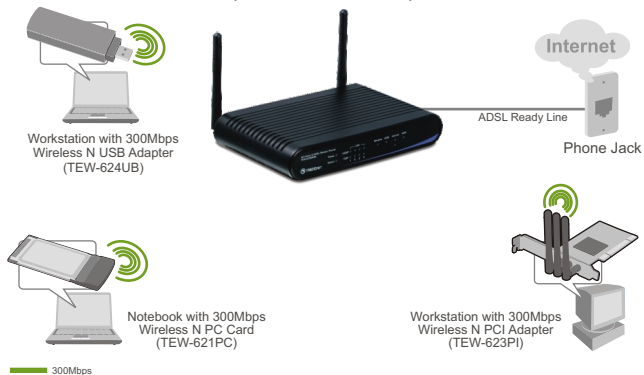 Internet
ADSL Ready Line
Phone Jack
Workstation with 300Mbps
Wireless N USB Adapter
(TEW-624UB)
TRENDnet
Notebook with 300Mbps
Wireless N PC Card
(TEW-621PC)
Workstation with 300Mbps
Wireless N PCI Adapter
(TEW-623PI)
300Mbps